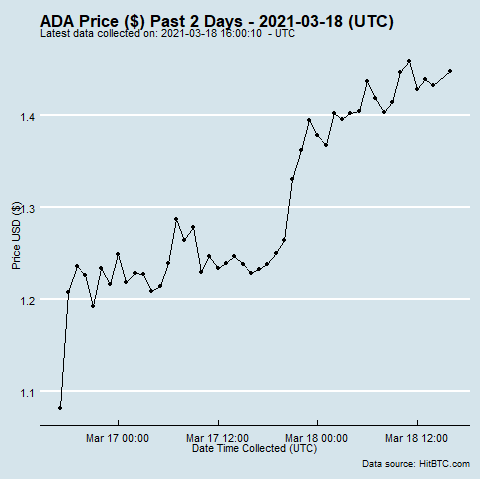 ADA Price ($) Past 2 Days - 2021-03-18 (UTC)
Latest data collected on: 2021-03-18 16:00:10  - UTC
1.4
1.3
1.2
1.1
Price USD ($)
Mar 17 00:00 Mar 17 12:00 Mar 18 00:00 Mar 18 12:00
Date Time Collected (UTC)
Data source: HitBTC.com